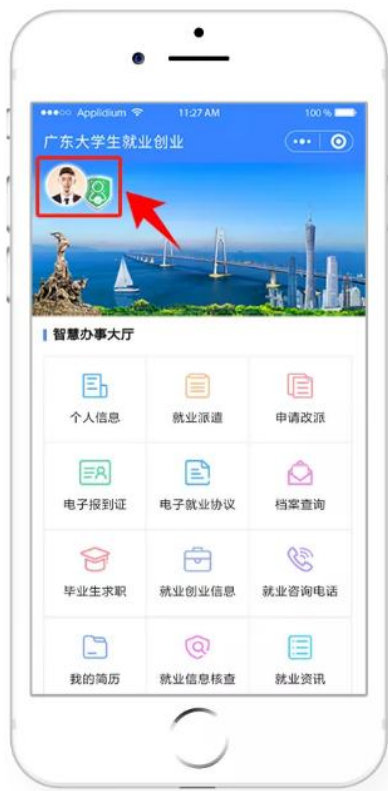 Applidium 11:27 AM 100 %
广东大学生就业创业
智慧办事大厅
个人信息 就业派遣 申请改派
电子报到证 电子就业协议 档案查询
毕业生求职 就业创业信息 就业咨询电话
我的简历 就业信息核查 就业资讯